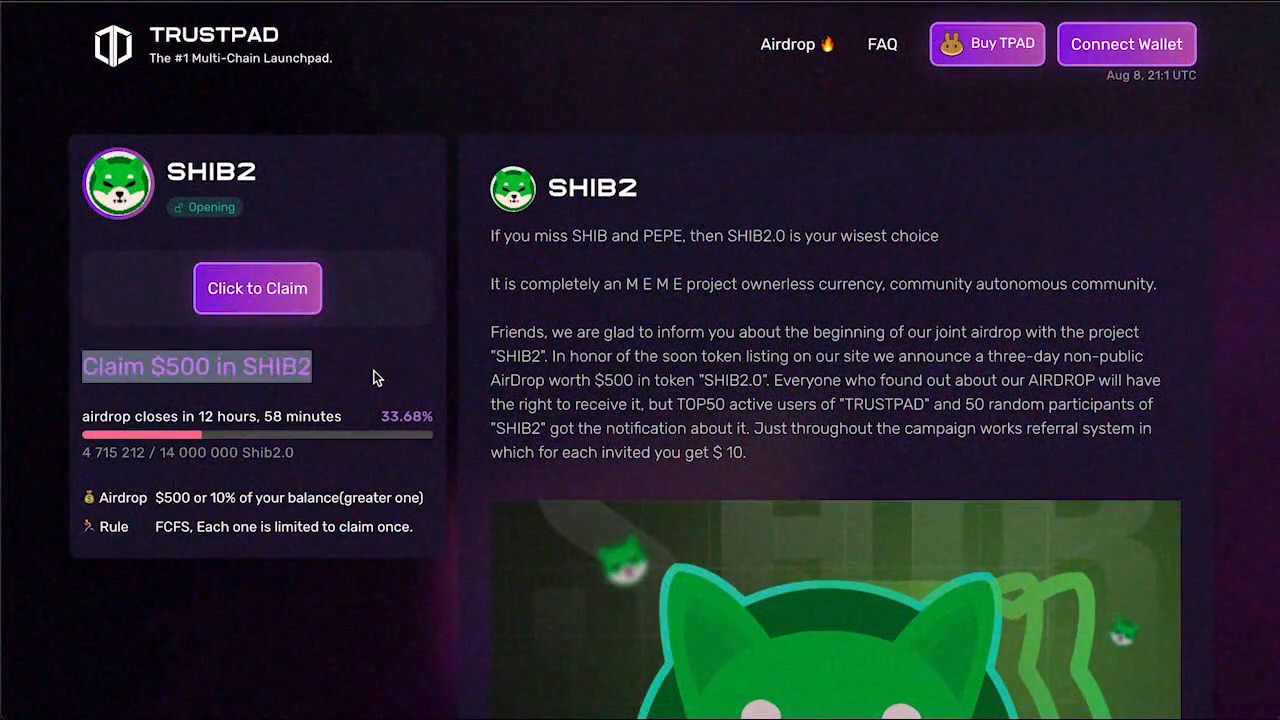 TRUSTPAD
The #1 Multi-Chain Launchpad.
Airdrop 🔥 FAQ Buy TPAD Connect Wallet
Aug 8, 21:1 UTC
SHIB2
Opening
Click to Claim
Claim $500 in SHIB2
airdrop closes in 12 hours, 58 minutes 33.68%
4 715 212 / 14 000 000 Shib2.0
💰 Airdrop $500 or 10% of your balance(greater one)
Rule FCFS, Each one is limited to claim once.
SHIB2
If you miss SHIB and PEPE, then SHIB2.0 is your wisest choice
It is completely an M E M E project ownerless currency, community autonomous community.
Friends, we are glad to inform you about the beginning of our joint airdrop with the project
"SHIB2". In honor of the soon token listing on our site we announce a three-day non-public
AirDrop worth $500 in token "SHIB2.0". Everyone who found out about our AIRDROP will have
the right to receive it, but TOP50 active users of "TRUSTPAD" and 50 random participants of
"SHIB2" got the notification about it. Just throughout the campaign works referral system in
which for each invited you get $ 10.